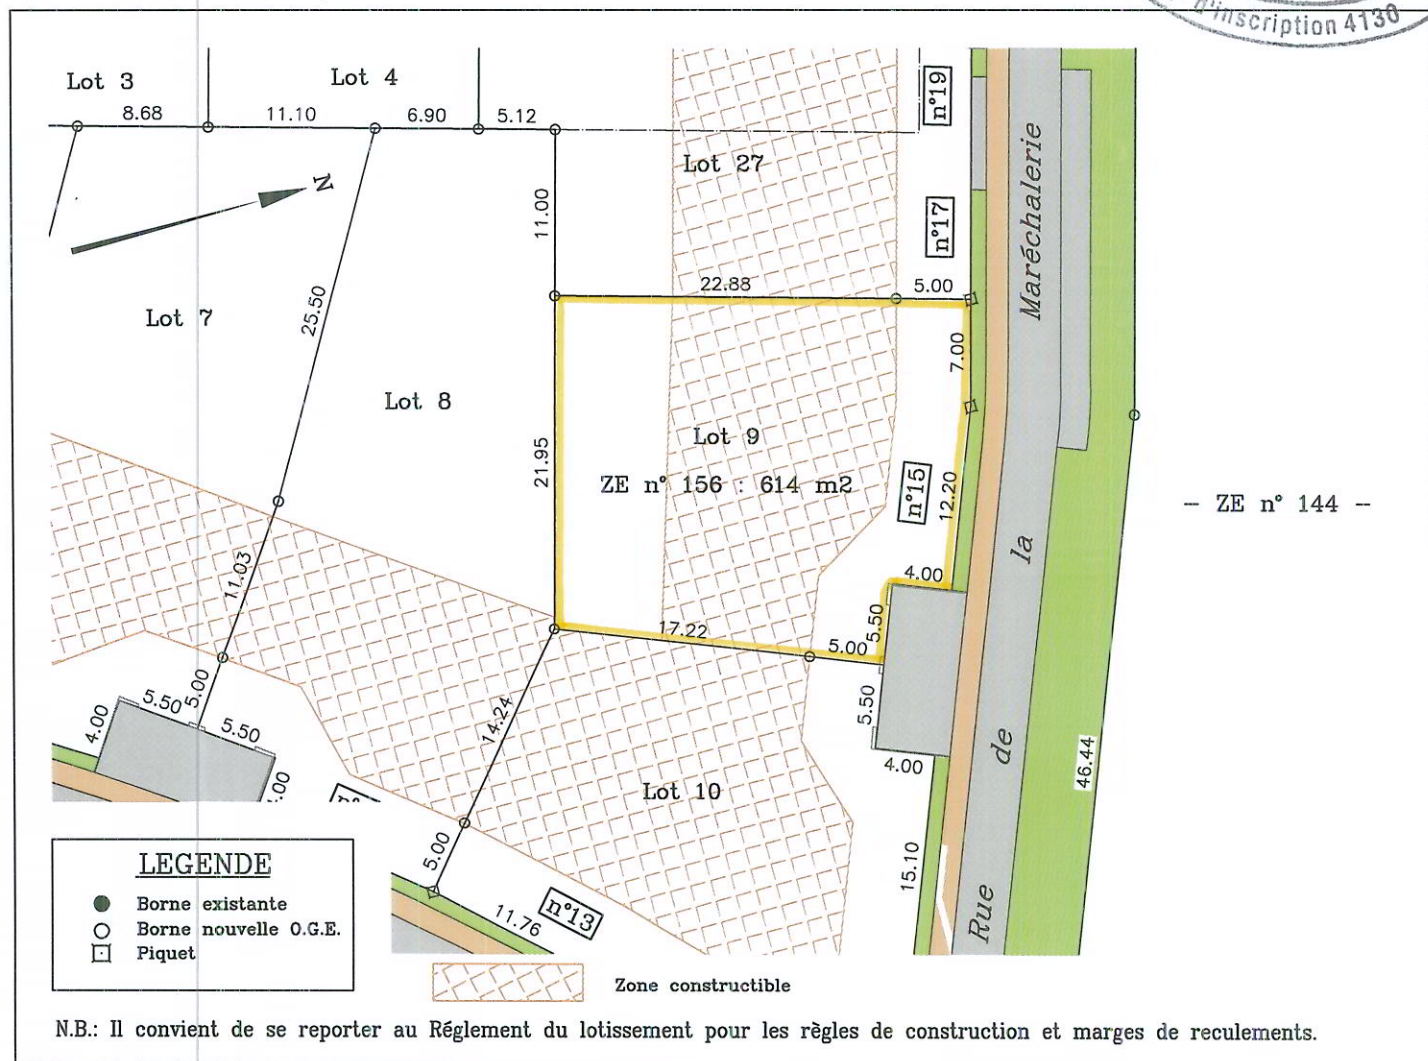 d'inscription 4130
Lot 3
Lot 4
8.68
11.10
6.90
5.12
n°19
Lot 27
N
11.00
n°17
Maréchalerie
22.88
5.00
25.50
Lot 7
7.00
Lot 8
Lot 9
21.95
ZE n° 156 : 614 m2
n°15
12.20
- ZE n° 144 -
la
11.03
4.00
5.50
17.22
5.00
5.00
5.50
5.50
4.00
5.50
14.24
4.00
de
46.44
Lot 10
5.00
15.10
n°13
11.76
Rue
LEGENDE
Borne existante
Borne nouvelle O.G.E.
Piquet
Zone constructible
N.B.: Il convient de se reporter au Réglement du lotissement pour les règles de construction et marges de reculements.